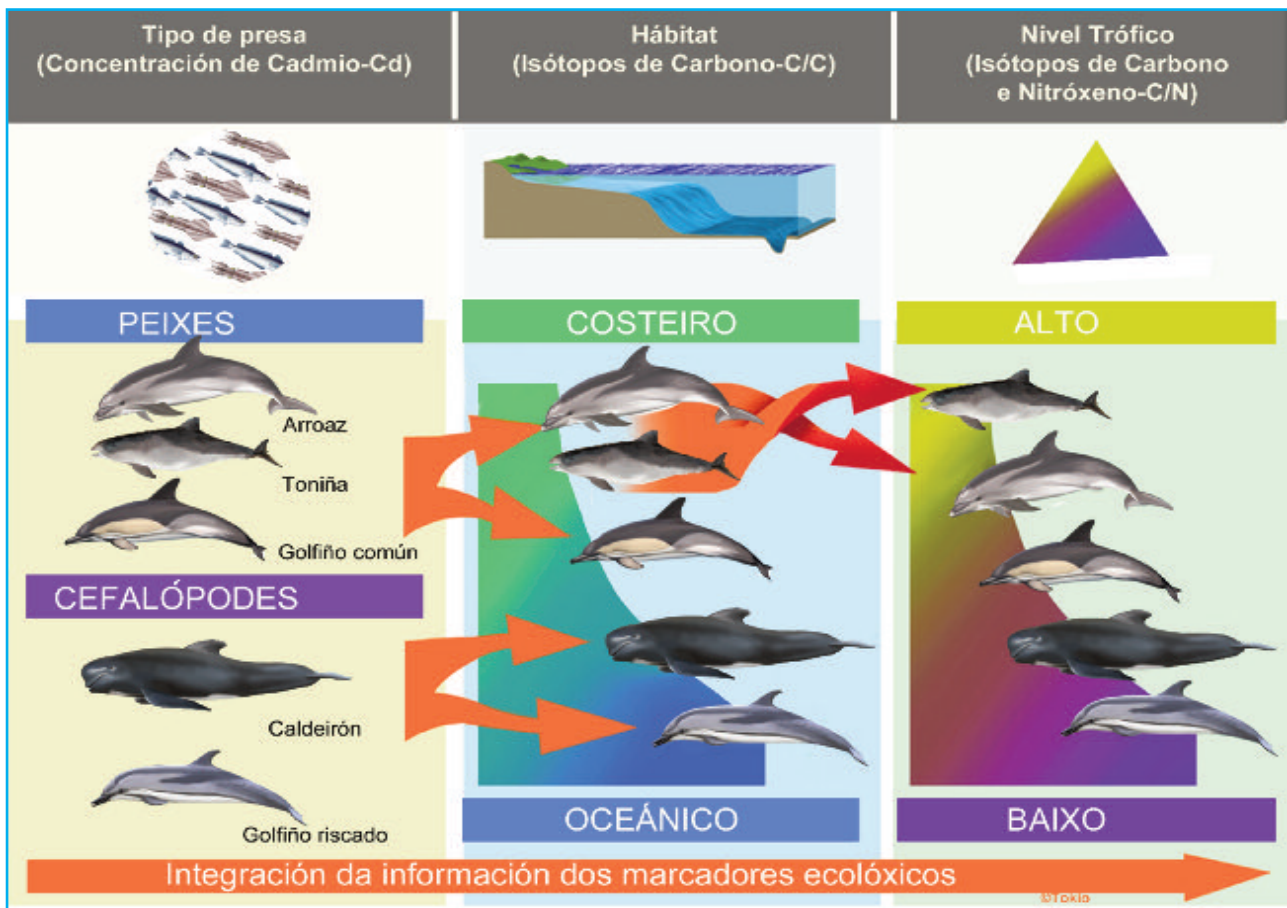 Tipo de presa
(Concentración de Cadmio-Cd)
Hábitat
(Isótopos de Carbono-C/C)
Nivel Trófico
(Isótopos de Carbono
e Nitróxeno-C/N)
PEIXES
Arroaz
Toniña
Golfiño común
CEFALÓPODES
Caldeirón
Golfiño riscado
COSTEIRO
OCEÁNICO
ALTO
BAIXO
Integración da información dos marcadores ecolóxicos
©Tokio